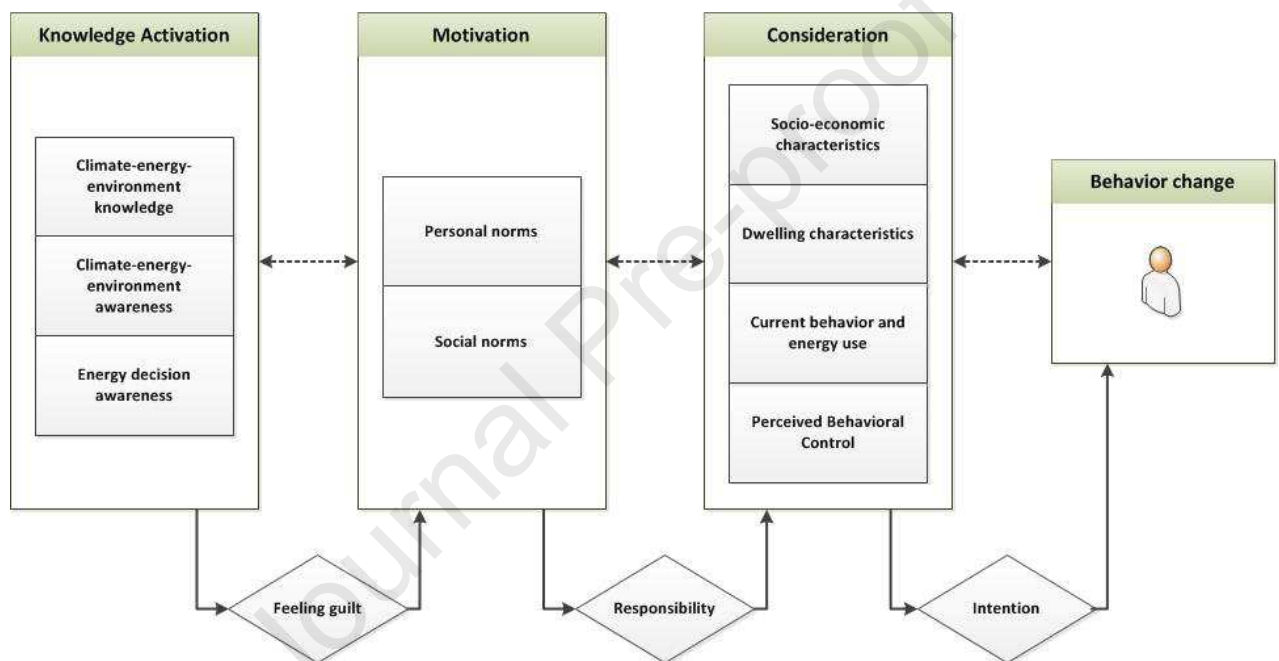 Knowledge Activation
Climate-energy-
environment
knowledge
Climate-energy-
environment
awareness
Energy decision
awareness
Motivation
Personal norms
Social norms
Consideration
Socio-economic
characteristics
Dwelling characteristics
Current behavior and
energy use
Perceived Behavioral
Control
Behavior change
Feeling guilt
Responsibility
Intention
Journal Pre-proof